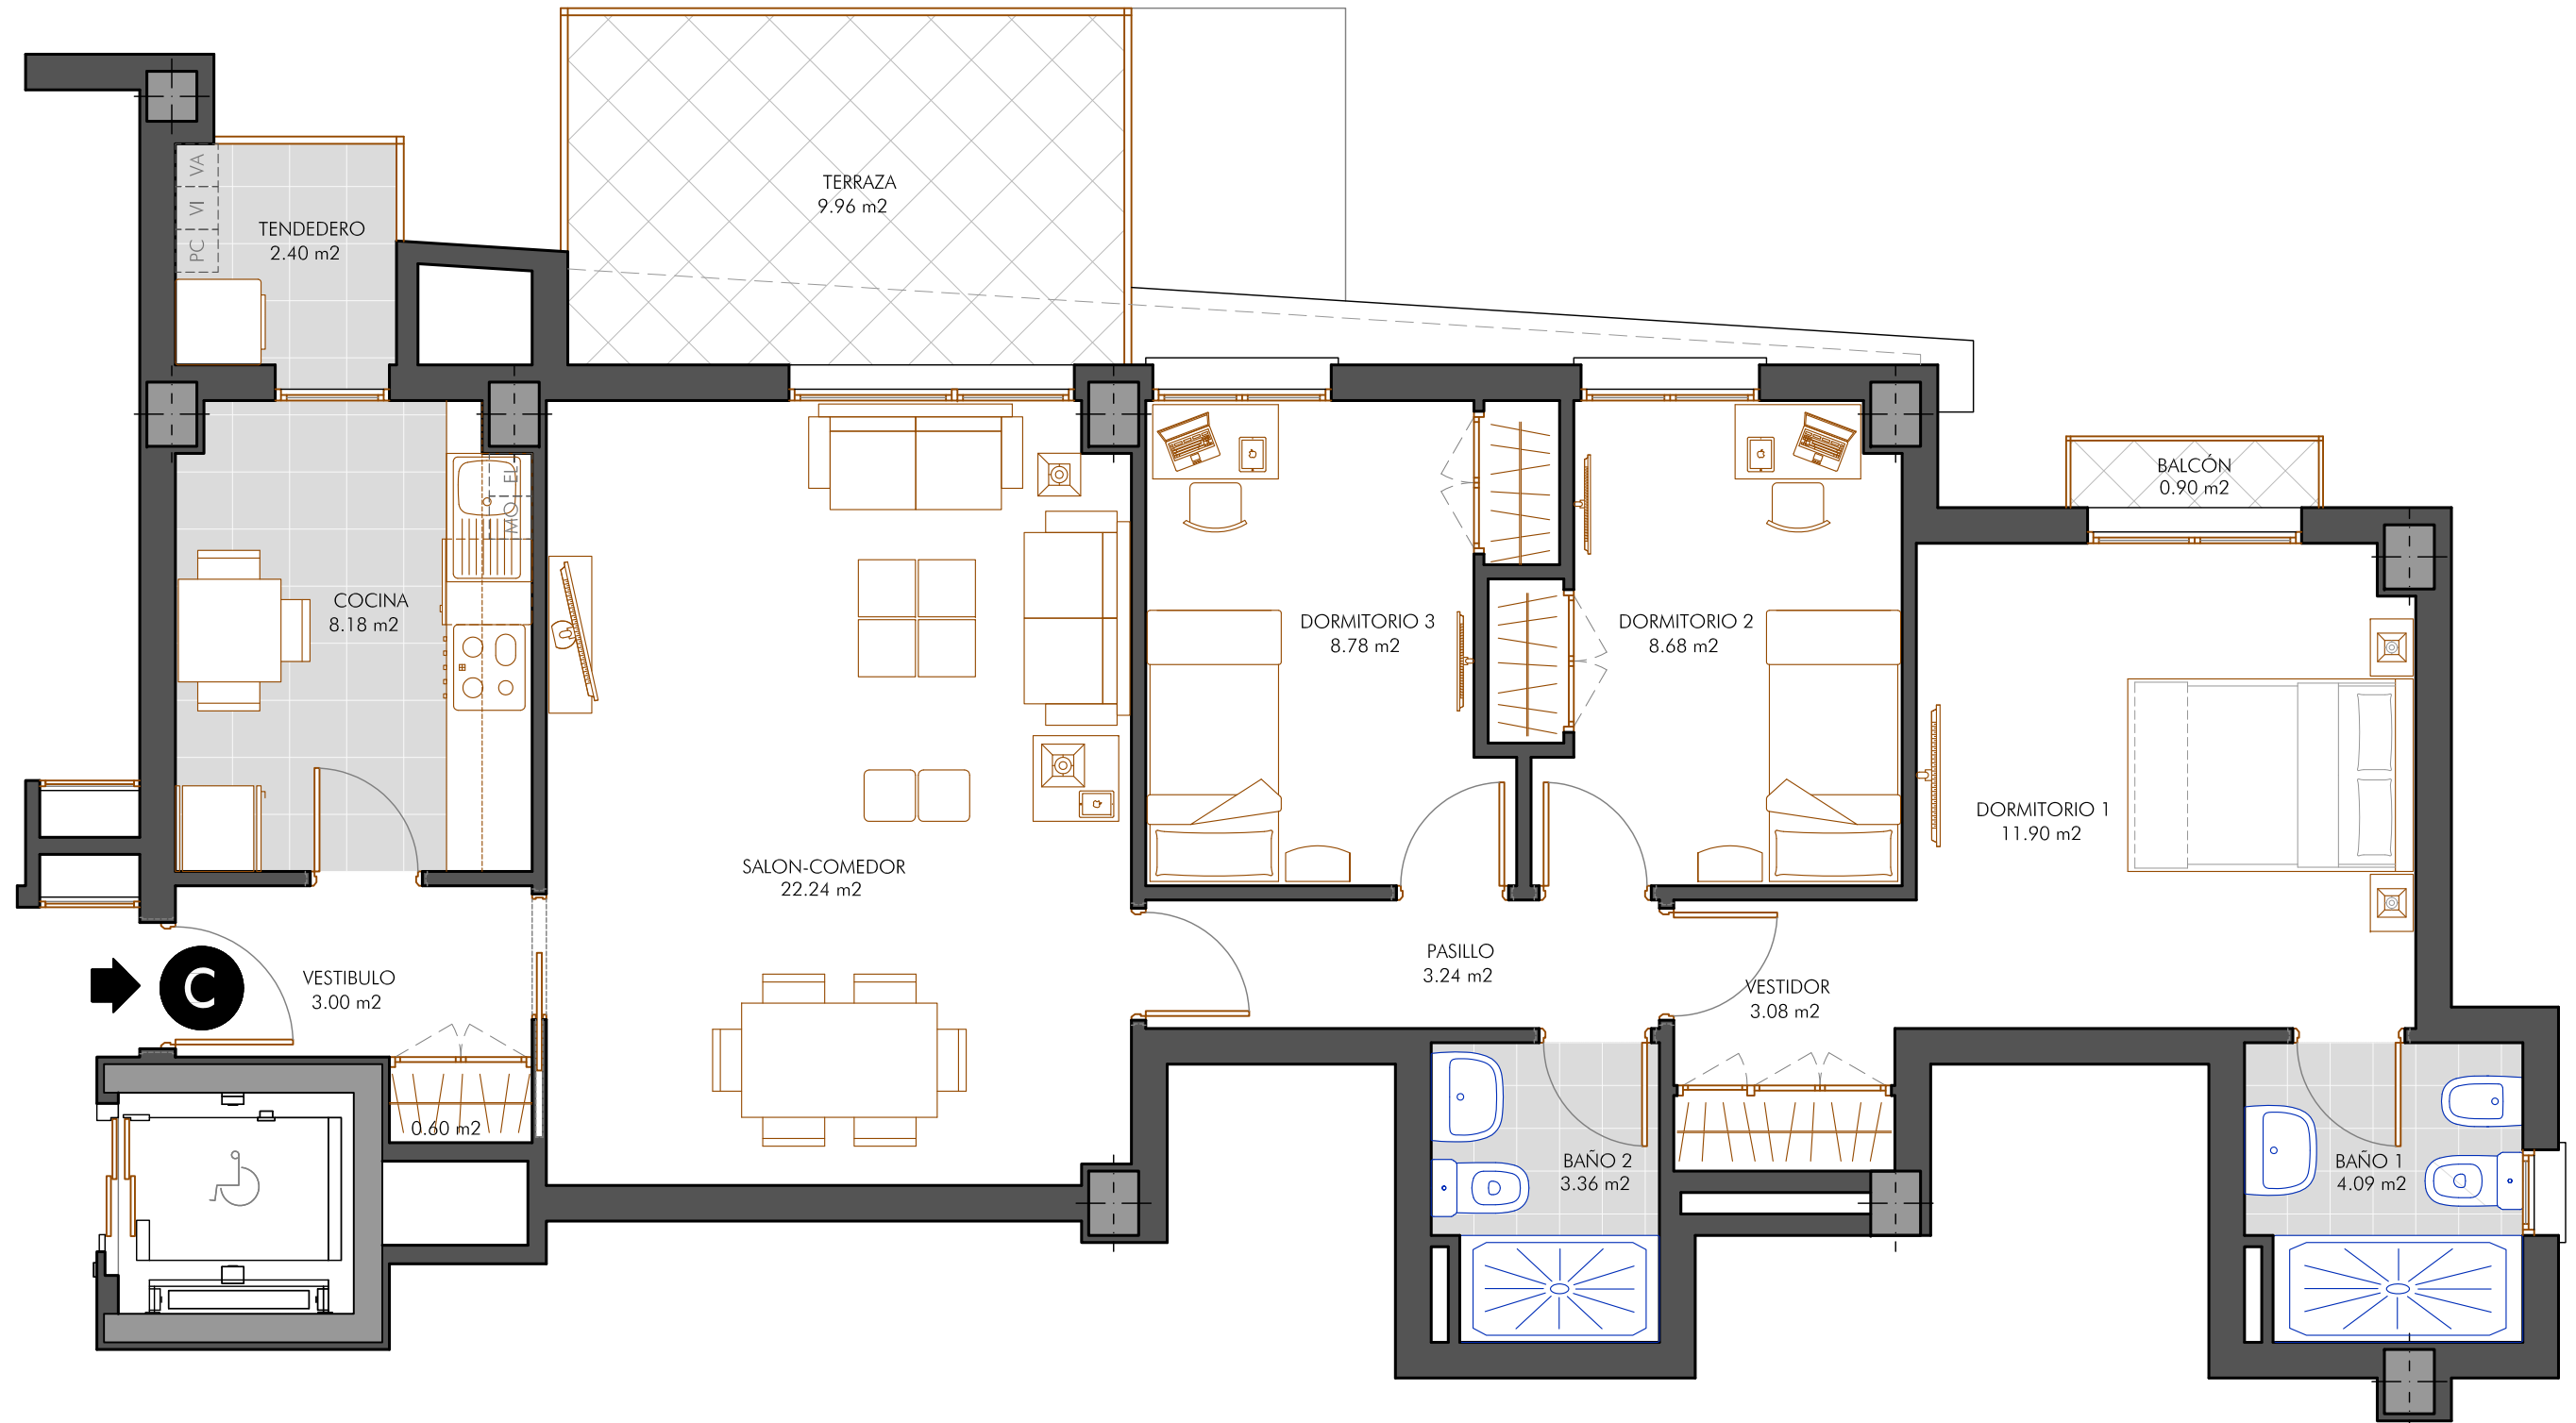 TERRAZA
9.96 m2
VA
VI
PC
TENDEDERO
2.40 m2
BALCÓN
0.90 m2
EL
MO
COCINA
8.18 m2
DORMITORIO 3
8.78 m2
DORMITORIO 2
8.68 m2
DORMITORIO 1
11.90 m2
SALON-COMEDOR
22.24 m2
PASILLO
3.24 m2
C
VESTIBULO
3.00 m2
VESTIDOR
3.08 m2
0.60 m2
BAÑO 2
3.36 m2
BAÑO 1
4.09 m2